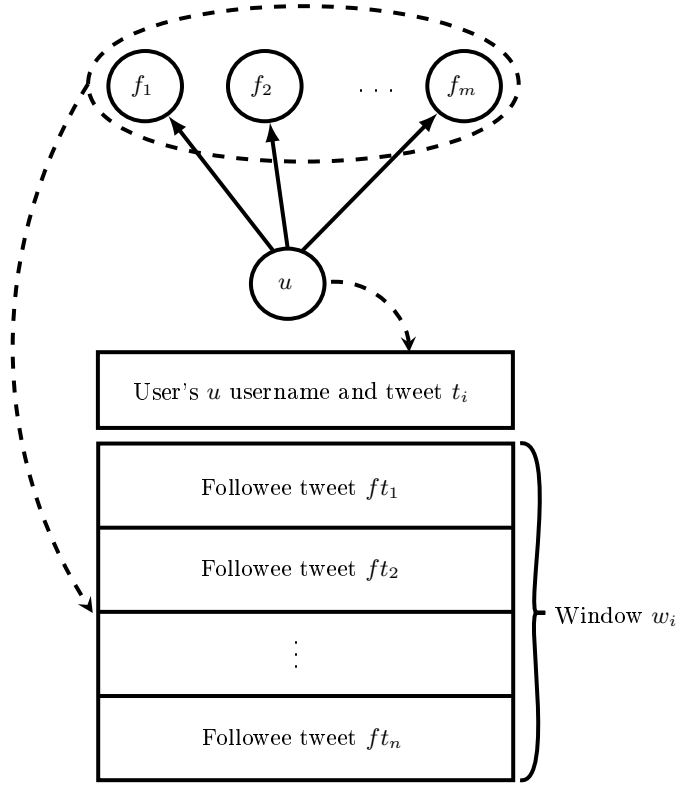 f1 f2 . . . fm
u
User's u username and tweet ti
Followee tweet ft1
Followee tweet ft2
Window wi
⋮
Followee tweet ftn